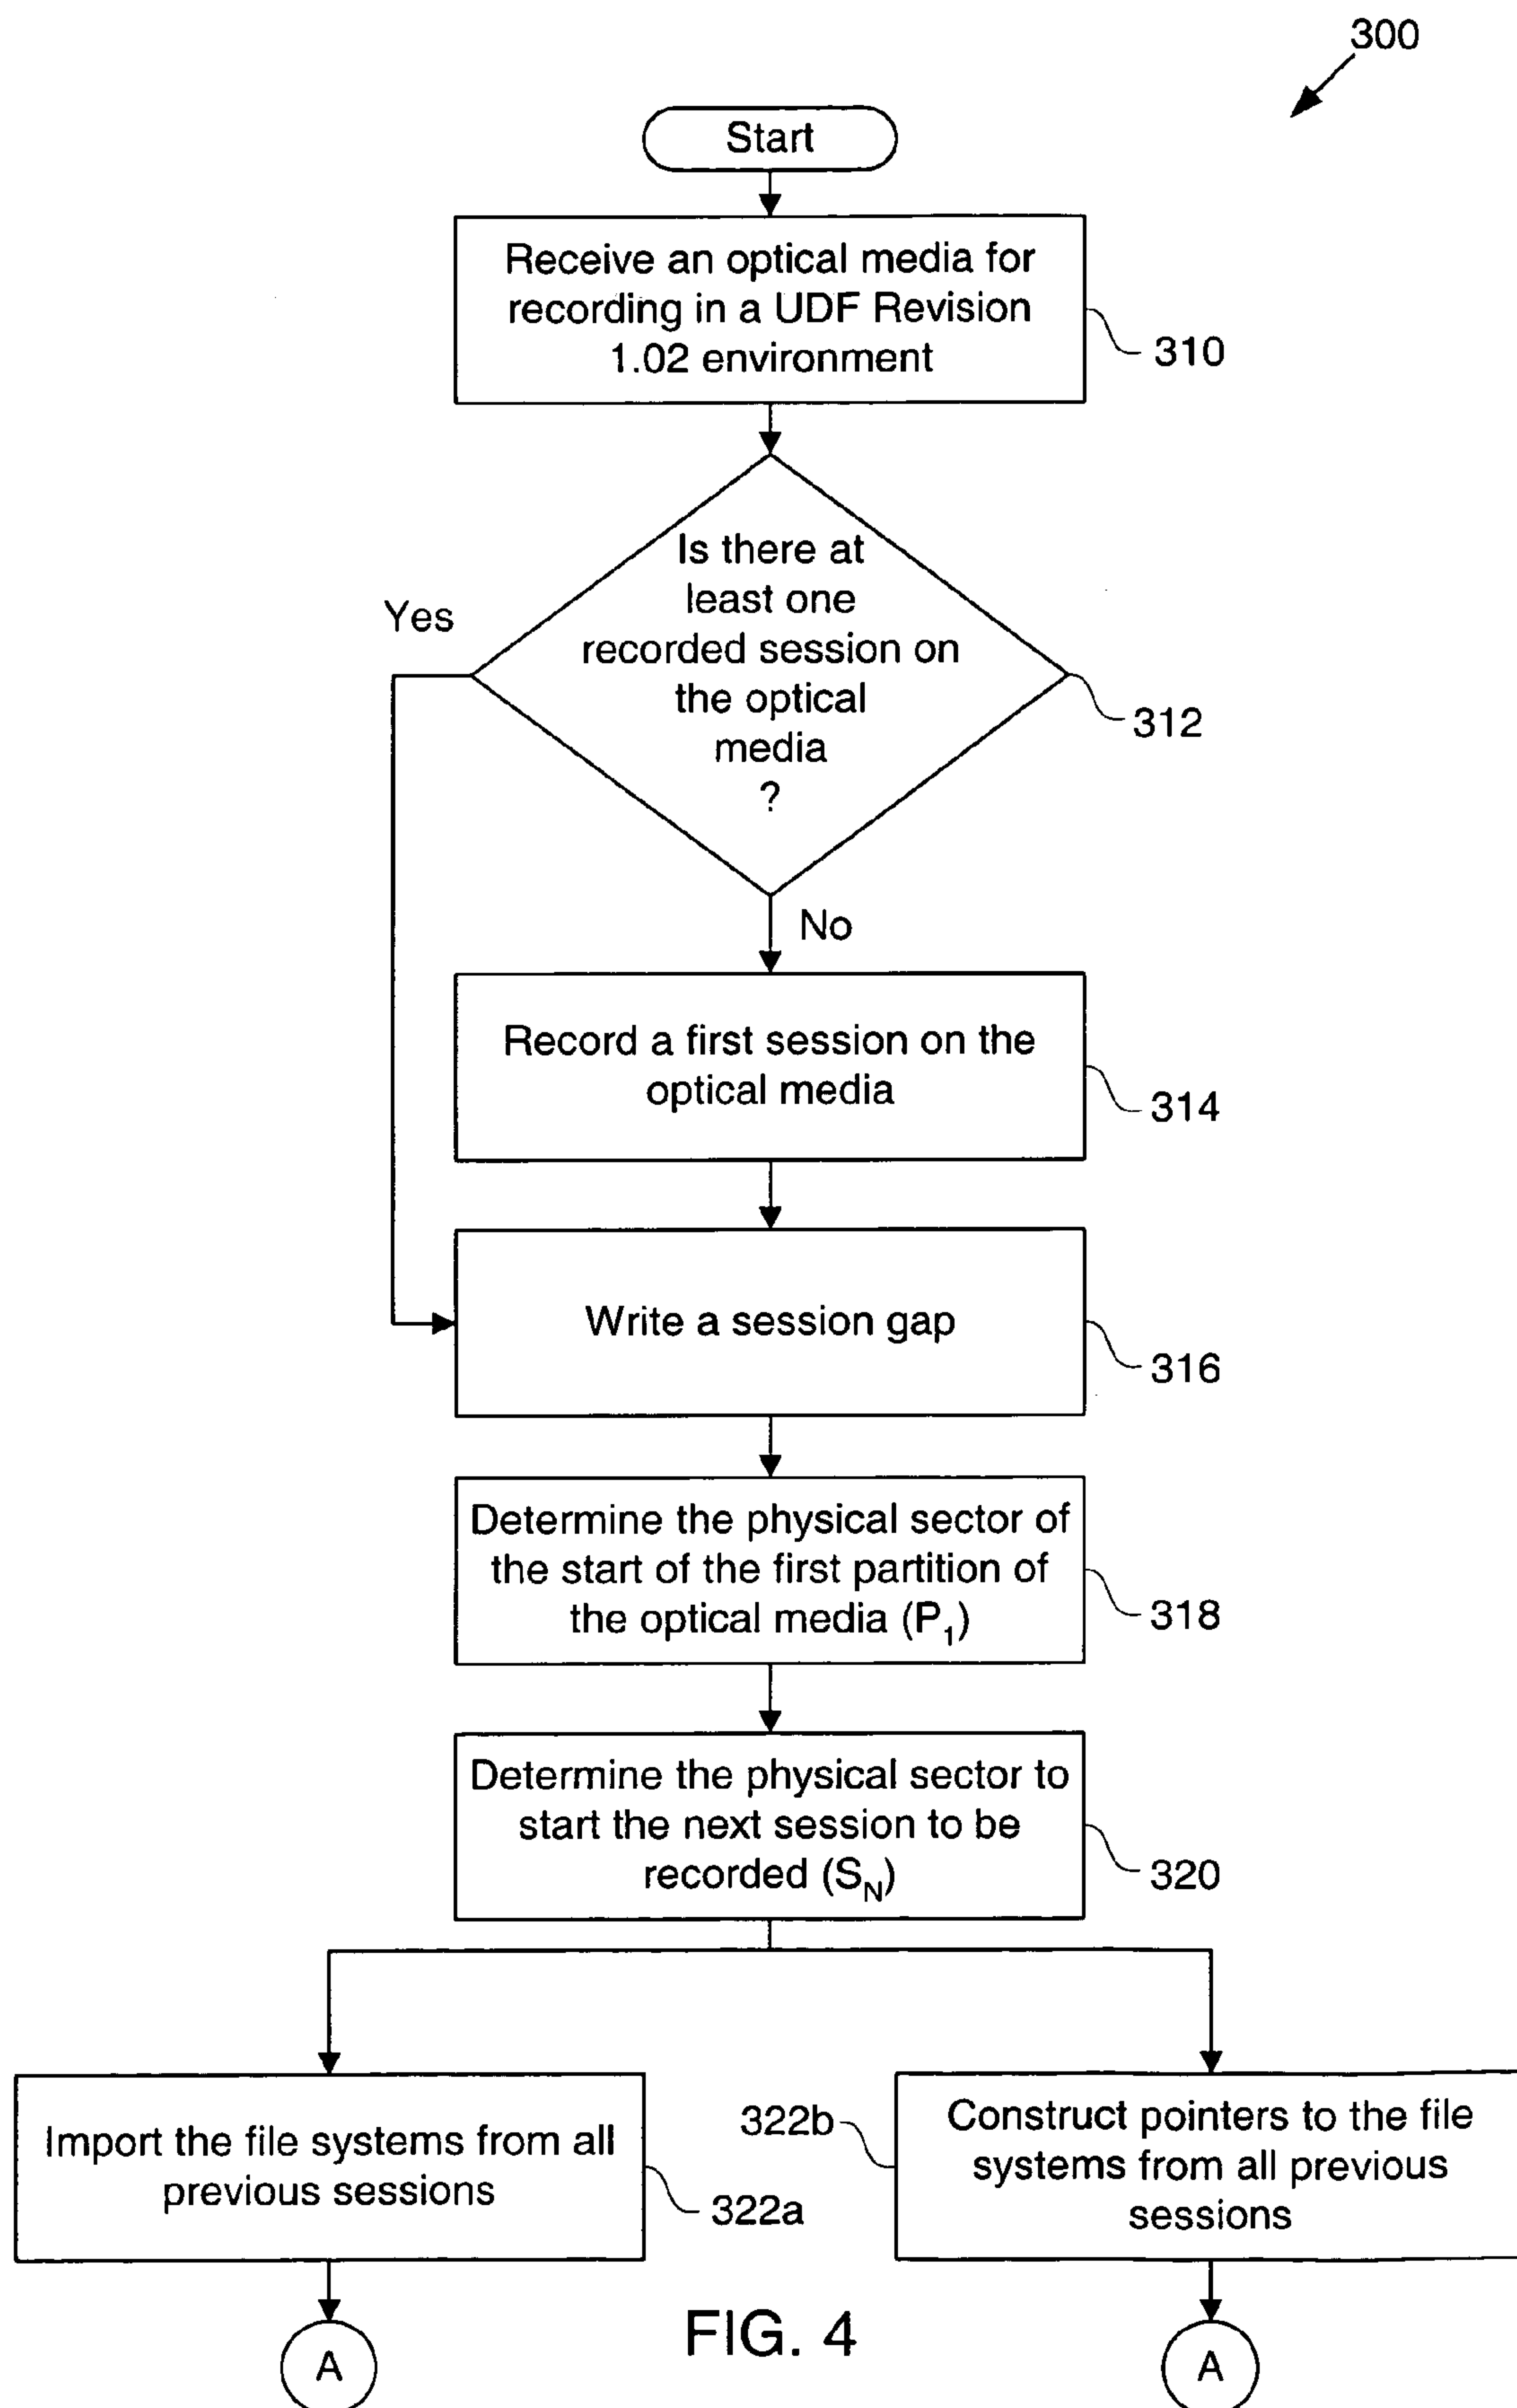 300
Start
Receive an optical media for
recording in a UDF Revision
1.02 environment
310
Is there at
least one
recorded session on
the optical
media
?
Yes
312
No
Record a first session on the
optical media
314
Write a session gap
316
Determine the physical sector of
the start of the first partition of
the optical media (P1)
318
Determine the physical sector to
start the next session to be
recorded (SN)
320
Import the file systems from all
previous sessions
322a
322b
Construct pointers to the file
systems from all previous
sessions
A
FIG. 4
A